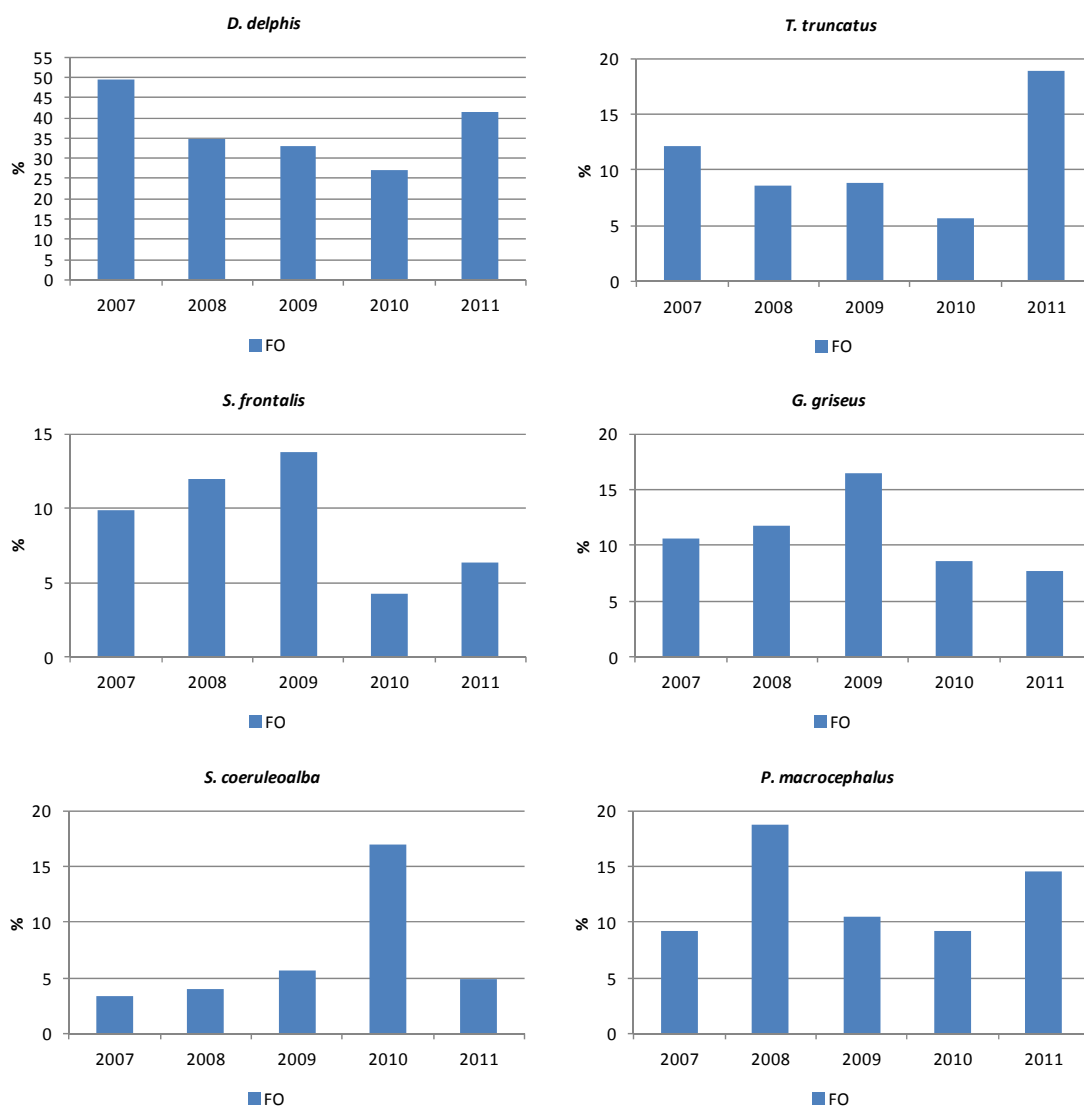 D. delphis
55
50
45
40
35
30
25
20
15
10
5
0
%
2007 2008 2009 2010 2011
FO
T. truncatus
20
15
10
5
0
%
2007 2008 2009 2010 2011
FO
S. frontalis
15
10
5
0
%
2007 2008 2009 2010 2011
FO
G. griseus
20
15
10
5
0
%
2007 2008 2009 2010 2011
FO
S. coeruleoalba
20
15
10
5
0
%
2007 2008 2009 2010 2011
FO
P. macrocephalus
20
15
10
5
0
%
2007 2008 2009 2010 2011
FO